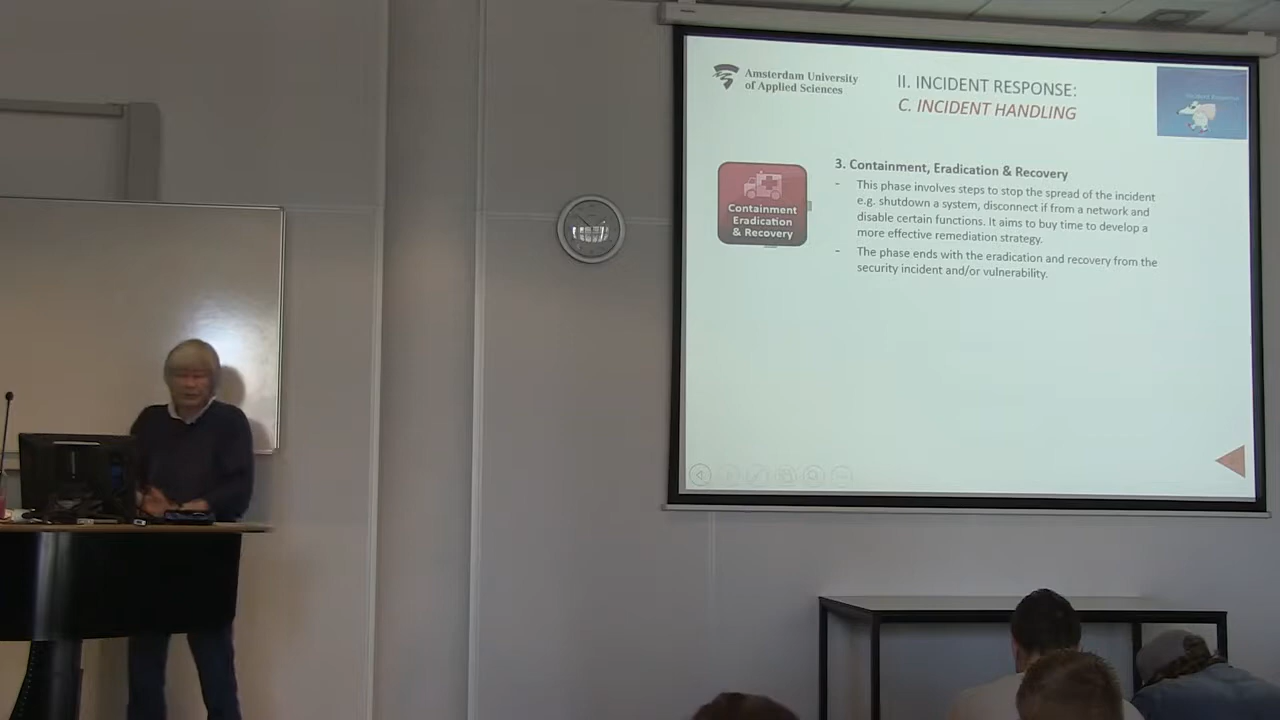 Amsterdam University
of Applied Sciences
II. INCIDENT RESPONSE:
C. INCIDENT HANDLING
Incident Response
Containment
Eradication
& Recovery
3. Containment, Eradication & Recovery
- This phase involves steps to stop the spread of the incident
e.g. shutdown a system, disconnect if from a network and
disable certain functions. It aims to buy time to develop a
more effective remediation strategy.
- The phase ends with the eradication and recovery from the
security incident and/or vulnerability.